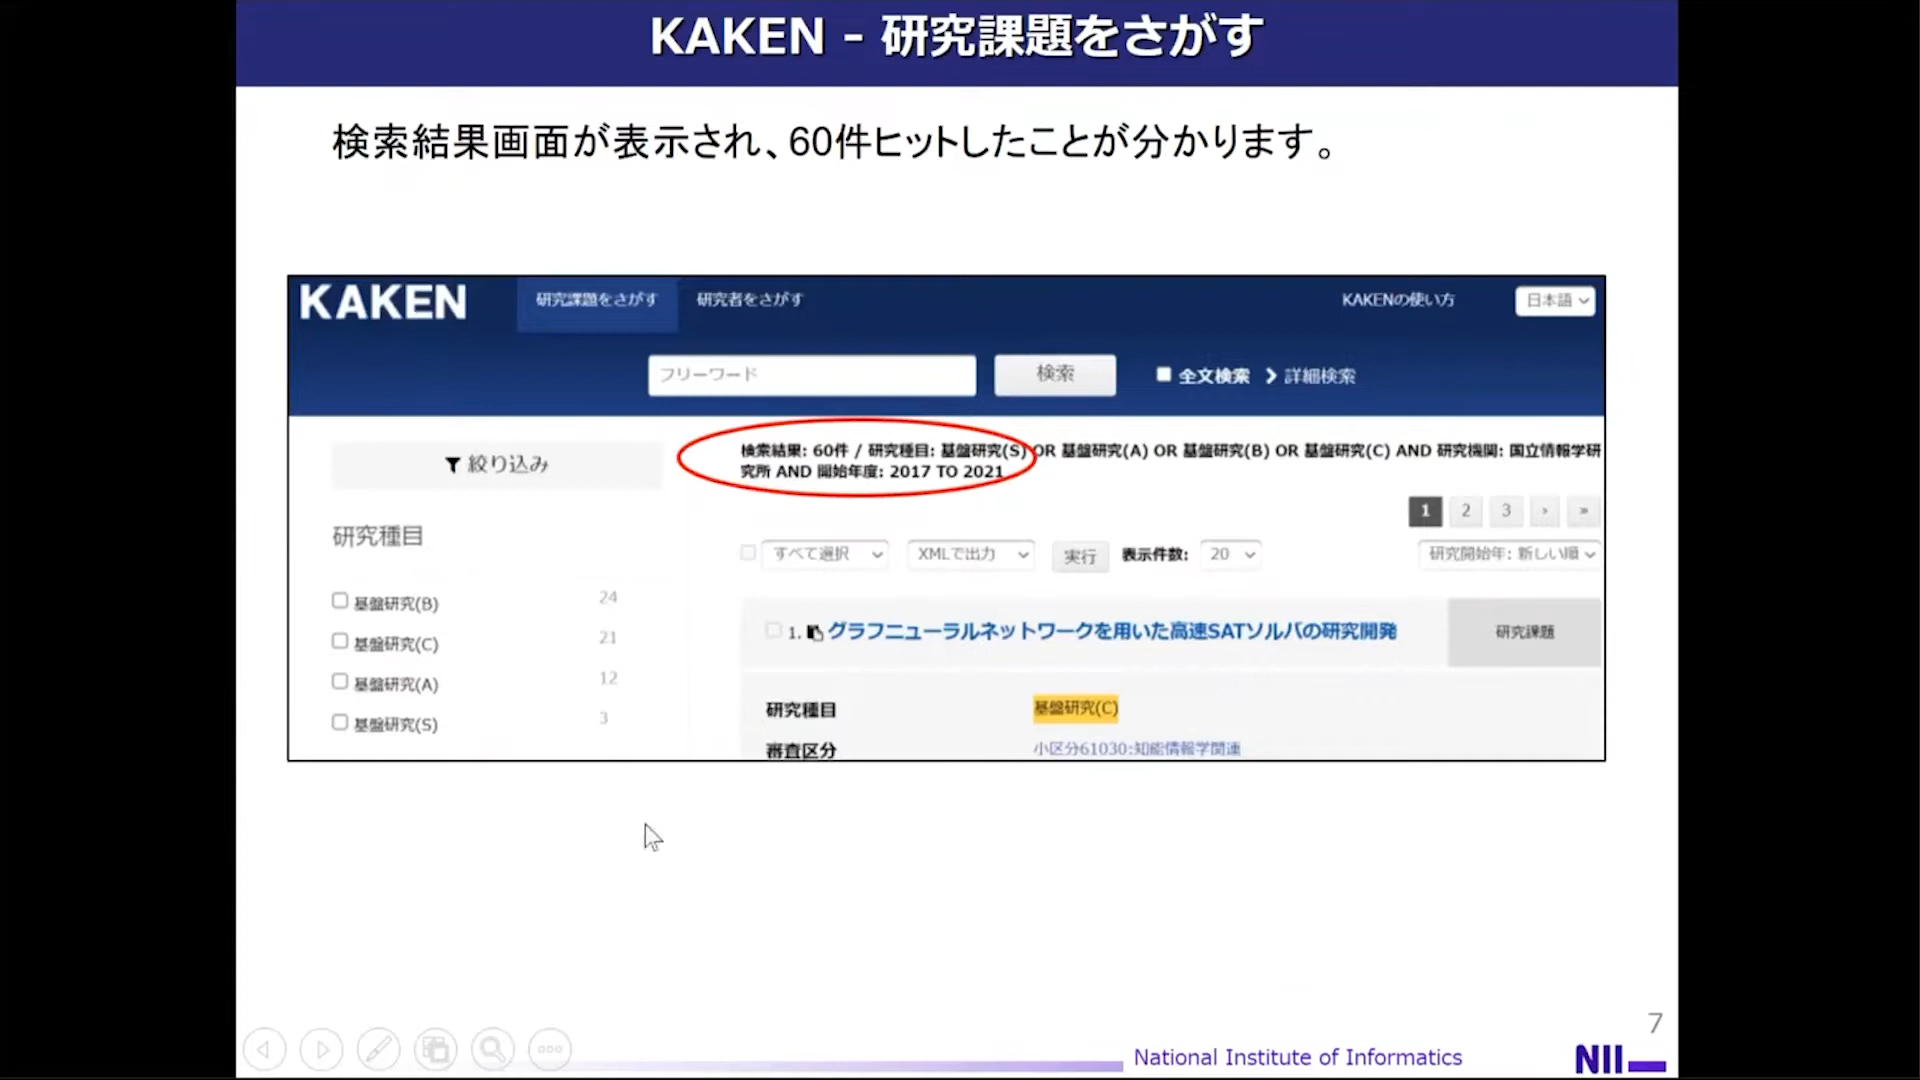 KAKEN - 研究課題をさがす
検索結果画面が表示され、60件ヒットしたことが分かります。
KAKEN 研究課題をさがす 研究者をさがす KAKENの使い方 日本語
フリーワード 検索 全文検索 詳細検索
絞り込み
検索結果: 60件 / 研究種目: 基盤研究(S) OR 基盤研究(A) OR 基盤研究(B) OR 基盤研究(C) AND 研究機関: 国立情報学研
究所 AND 開始年度: 2017 TO 2021
1 2 3 › »
研究種目
すべて選択 XMLで出力 実行 表示件数: 20 研究開始年: 新しい順
基盤研究(B) 24
基盤研究(C) 21
基盤研究(A) 12
基盤研究(S) 3
1. グラフニューラルネットワークを用いた高速SATソルバの研究開発 研究課題
研究種目 基盤研究(C)
審査区分 小区分61030:知能情報学関連
7
National Institute of Informatics NII